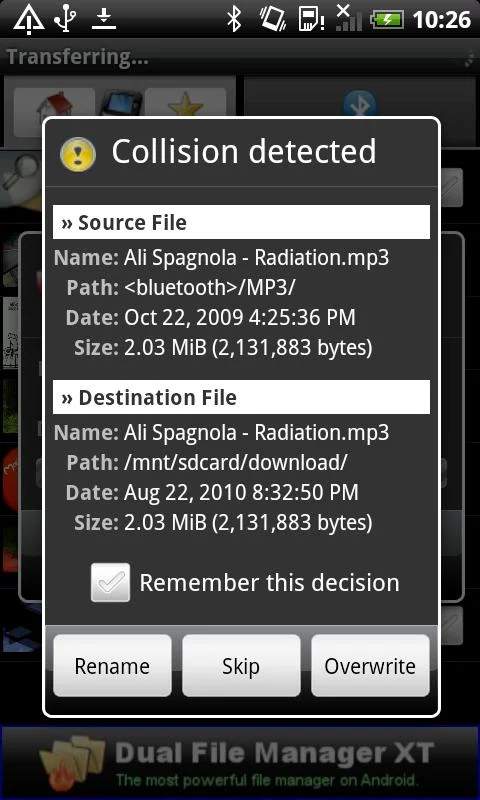 10:26
Transferring...
Collision detected
» Source File
Name: Ali Spagnola - Radiation.mp3
Path: <bluetooth>/MP3/
Date: Oct 22, 2009 4:25:36 PM
Size: 2.03 MiB (2,131,883 bytes)
» Destination File
Name: Ali Spagnola - Radiation.mp3
Path: /mnt/sdcard/download/
Date: Aug 22, 2010 8:32:50 PM
Size: 2.03 MiB (2,131,883 bytes)
Remember this decision
Rename Skip Overwrite
Dual File Manager XT
The most powerful file manager on Android.